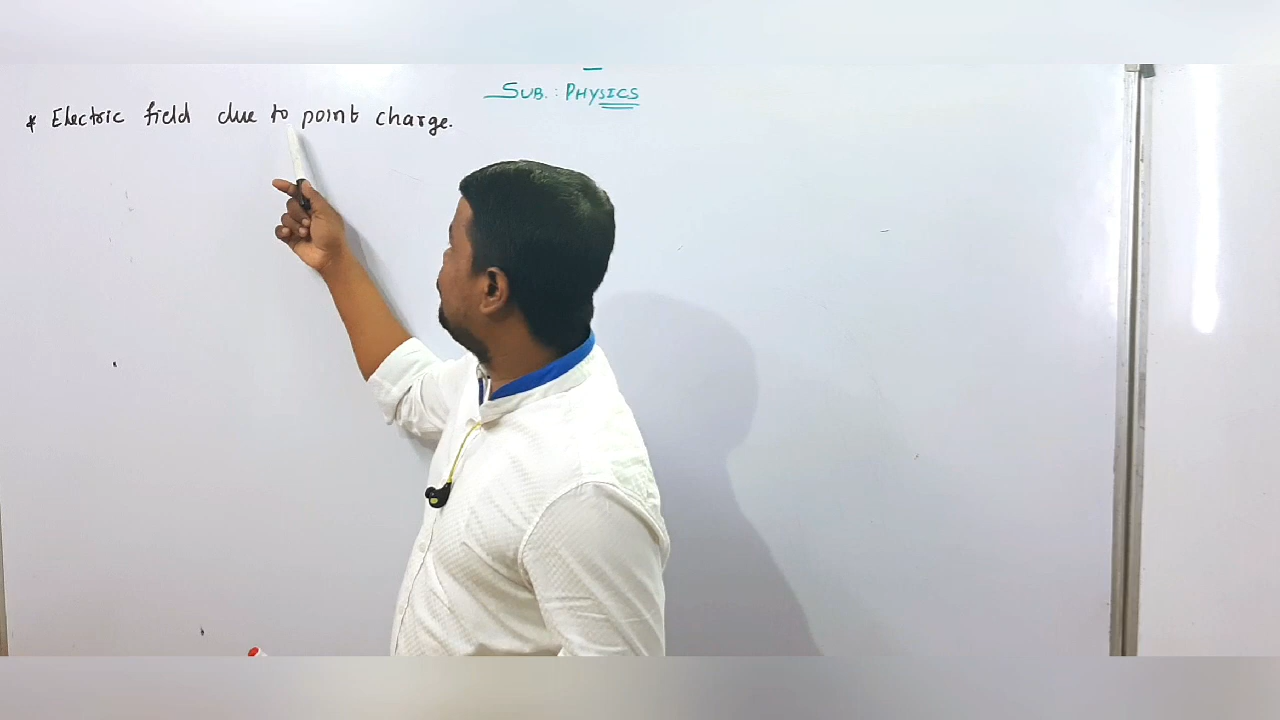 SUB. : PHYSICS
* Electric field due to point charge.